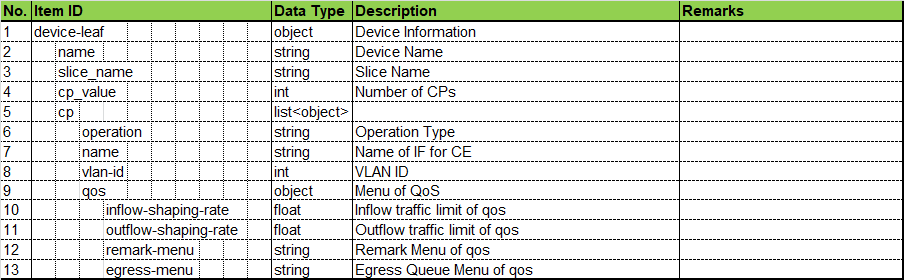 No. Item ID Data Type Description Remarks
1 device-leaf object Device Information
2 name string Device Name
3 slice_name string Slice Name
4 cp_value int Number of CPs
5 cp list<object>
6 operation string Operation Type
7 name string Name of IF for CE
8 vlan-id int VLAN ID
9 qos object Menu of QoS
10 inflow-shaping-rate float Inflow traffic limit of qos
11 outflow-shaping-rate float Outflow traffic limit of qos
12 remark-menu string Remark Menu of qos
13 egress-menu string Egress Queue Menu of qos